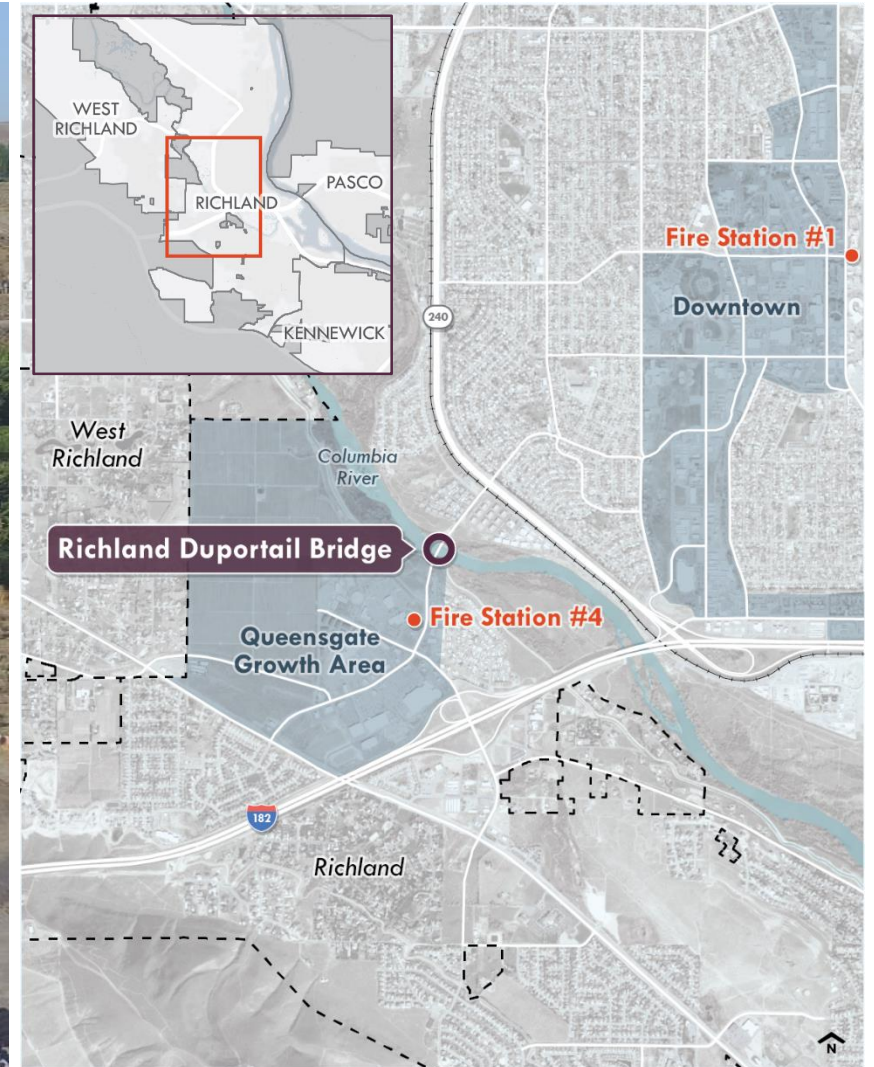 WEST
RICHLAND
PASCO
RICHLAND
KENNEWICK
Fire Station #1
Downtown
240
West
Richland
Columbia
River
Richland Duportail Bridge
Fire Station #4
Queensgate
Growth Area
182
Richland
N